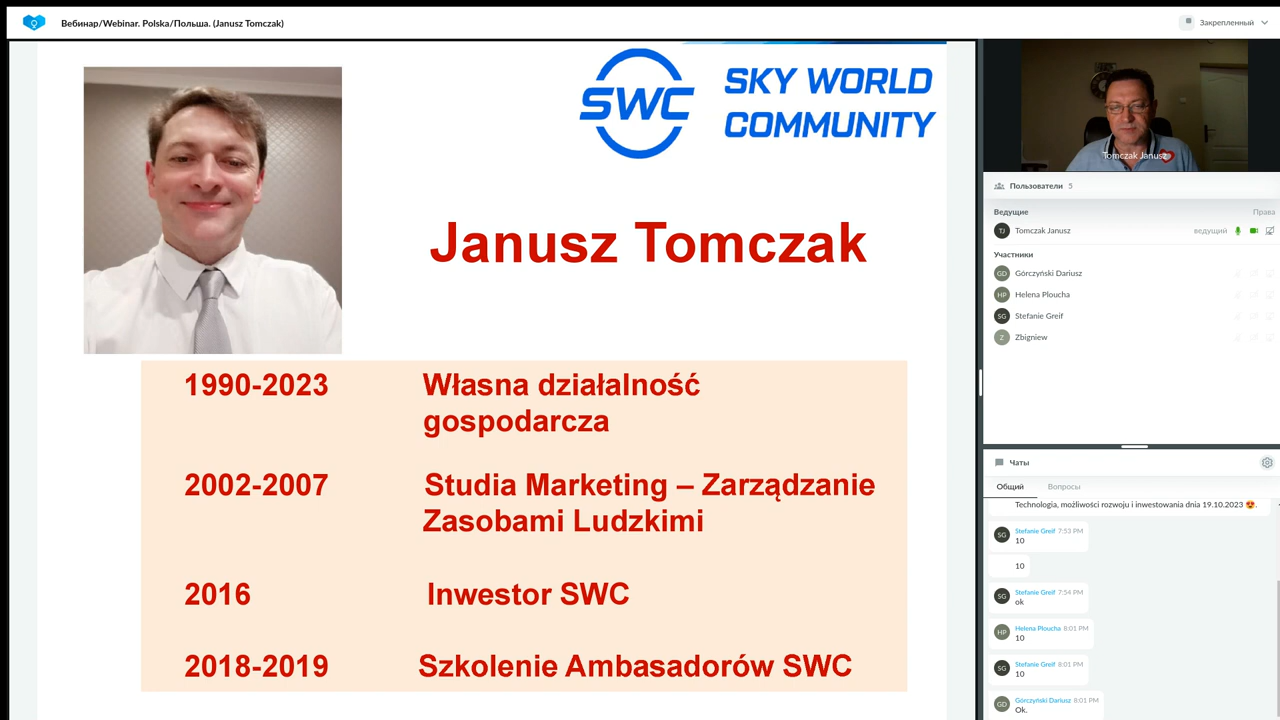 Вебинар/Webinar. Polska/Польша. (Janusz Tomczak)
Закрепленный
SWC
SKY WORLD
COMMUNITY
Janusz Tomczak
1990-2023 Własna działalność
gospodarcza
2002-2007 Studia Marketing – Zarządzanie
Zasobami Ludzkimi
2016 Inwestor SWC
2018-2019 Szkolenie Ambasadorów SWC
Tomczak Janusz
Пользователи 5
Ведущие Права
TJ Tomczak Janusz ведущий
Участники
GD Górczyński Dariusz
HP Helena Ploucha
SG Stefanie Greif
Z Zbigniew
Чаты
Общий Вопросы
Technologia, możliwości rozwoju i inwestowania dnia 19.10.2023 😍.
SG Stefanie Greif 7:53 PM
10
10
SG Stefanie Greif 7:54 PM
ok
HP Helena Ploucha 8:01 PM
10
SG Stefanie Greif 8:01 PM
10
GD Górczyński Dariusz 8:01 PM
Ok.